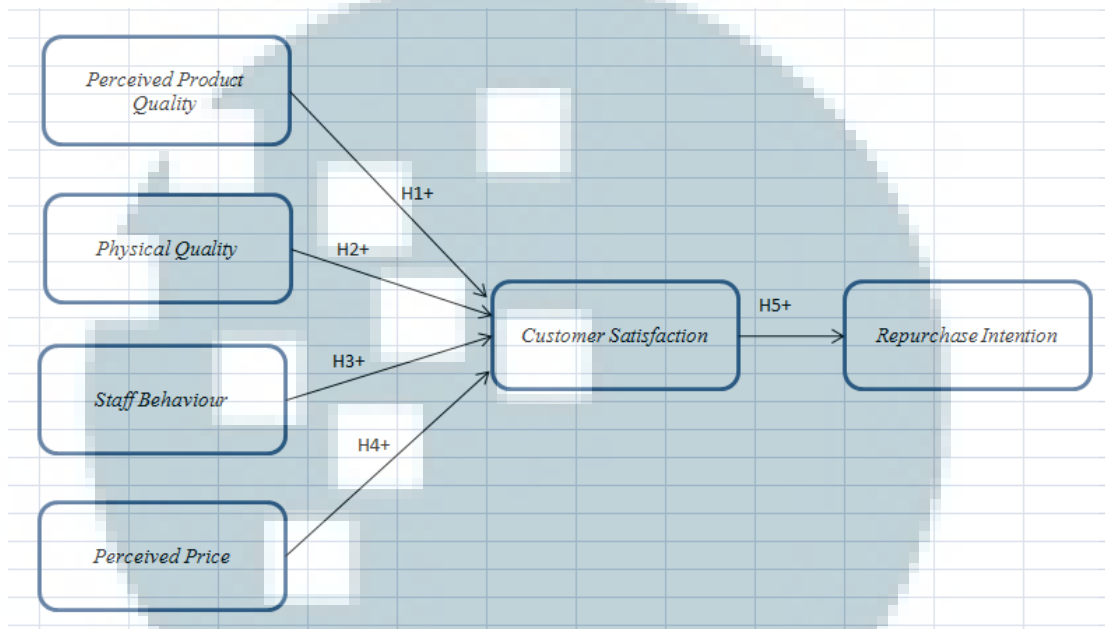 Perceived Product
Quality
H1+
Physical Quality
H2+
Customer Satisfaction
H5+
Repurchase Intention
H3+
Staff Behaviour
H4+
Perceived Price